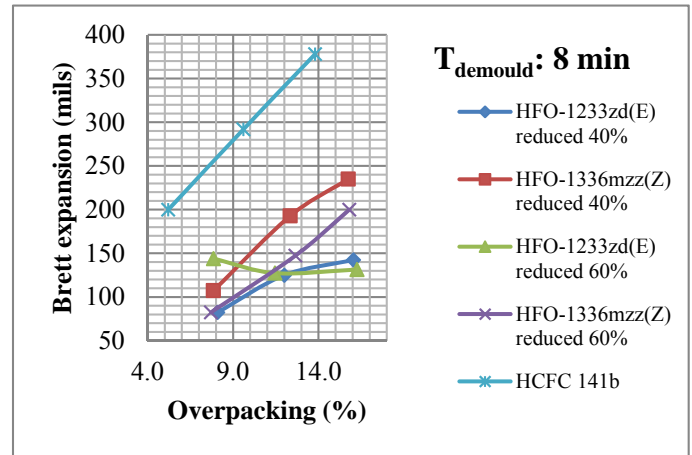 400
350
300
250
200
150
100
50
Brett expansion (mils)
4.0 9.0 14.0
Overpacking (%)
Tdemould: 8 min
HFO-1233zd(E)
reduced 40%
HFO-1336mzz(Z)
reduced 40%
HFO-1233zd(E)
reduced 60%
HFO-1336mzz(Z)
reduced 60%
HCFC 141b